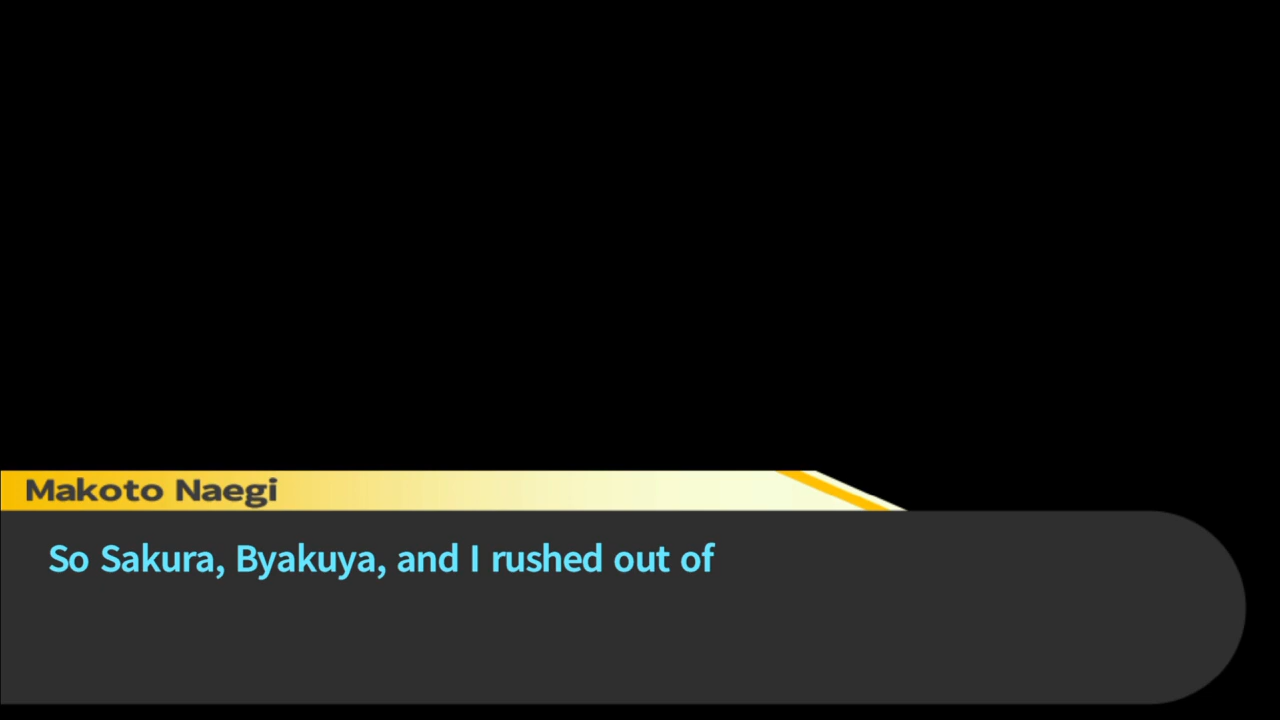 Makoto Naegi
So Sakura, Byakuya, and I rushed out of